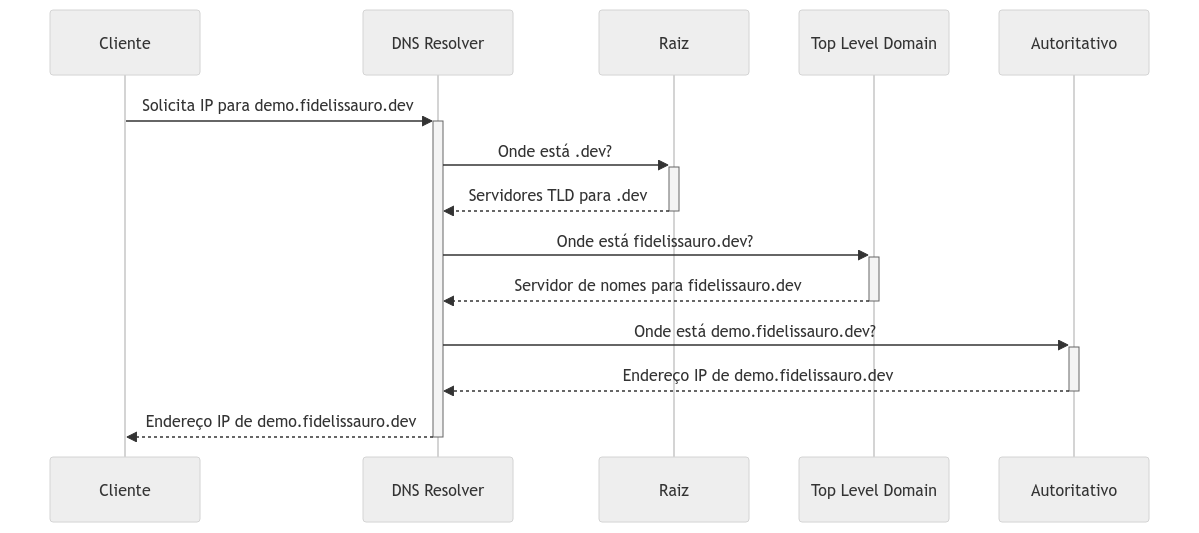 Cliente
DNS Resolver
Raiz
Top Level Domain
Autoritativo
Solicita IP para demo.fidelissauro.dev
Onde está .dev?
Servidores TLD para .dev
Onde está fidelissauro.dev?
Servidor de nomes para fidelissauro.dev
Onde está demo.fidelissauro.dev?
Endereço IP de demo.fidelissauro.dev
Endereço IP de demo.fidelissauro.dev
Cliente
DNS Resolver
Raiz
Top Level Domain
Autoritativo